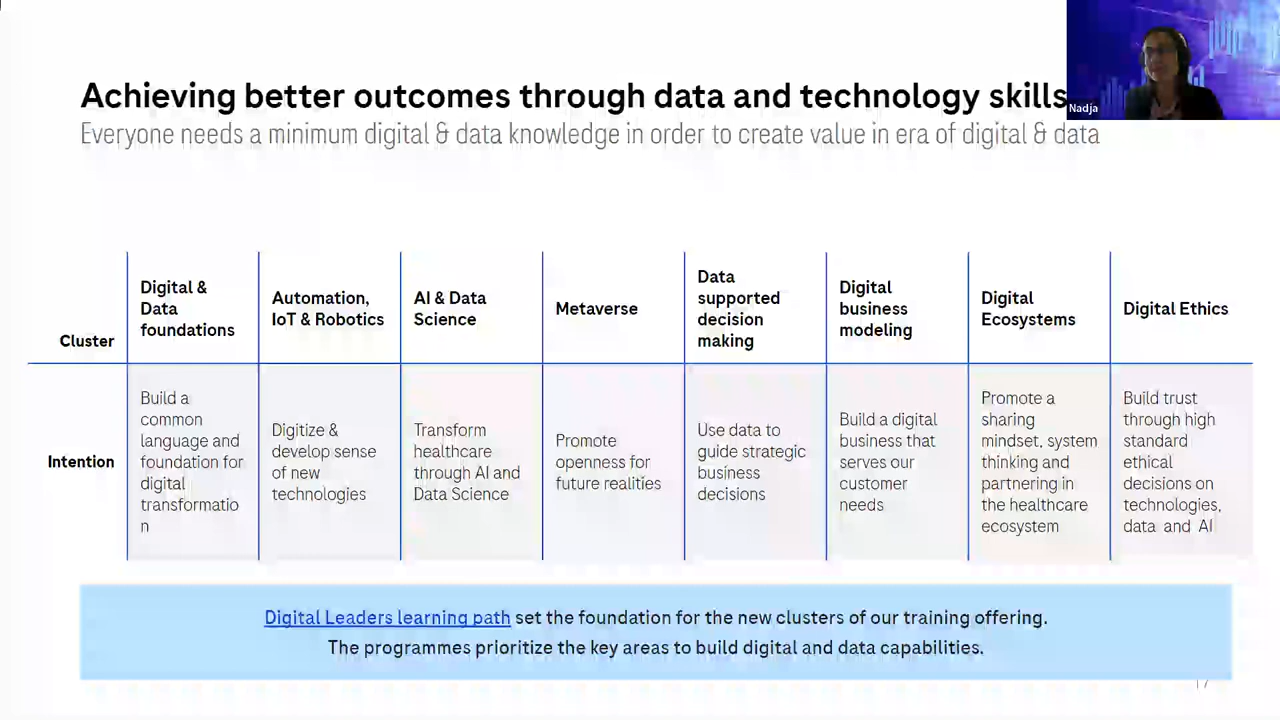 Achieving better outcomes through data and technology skills
Nadja
Everyone needs a minimum digital & data knowledge in order to create value in era of digital & data
Cluster
Digital &
Data
foundations
Automation,
IoT & Robotics
AI & Data
Science
Metaverse
Data
supported
decision
making
Digital
business
modeling
Digital
Ecosystems
Digital Ethics
Intention
Build a
common
language and
foundation for
digital
transformatio
n
Digitize &
develop sense
of new
technologies
Transform
healthcare
through AI and
Data Science
Promote
openness for
future realities
Use data to
guide strategic
business
decisions
Build a digital
business that
serves our
customer
needs
Promote a
sharing
mindset, system
thinking and
partnering in
the healthcare
ecosystem
Build trust
through high
standard
ethical
decisions on
technologies,
data and AI
Digital Leaders learning path set the foundation for the new clusters of our training offering.
The programmes prioritize the key areas to build digital and data capabilities.